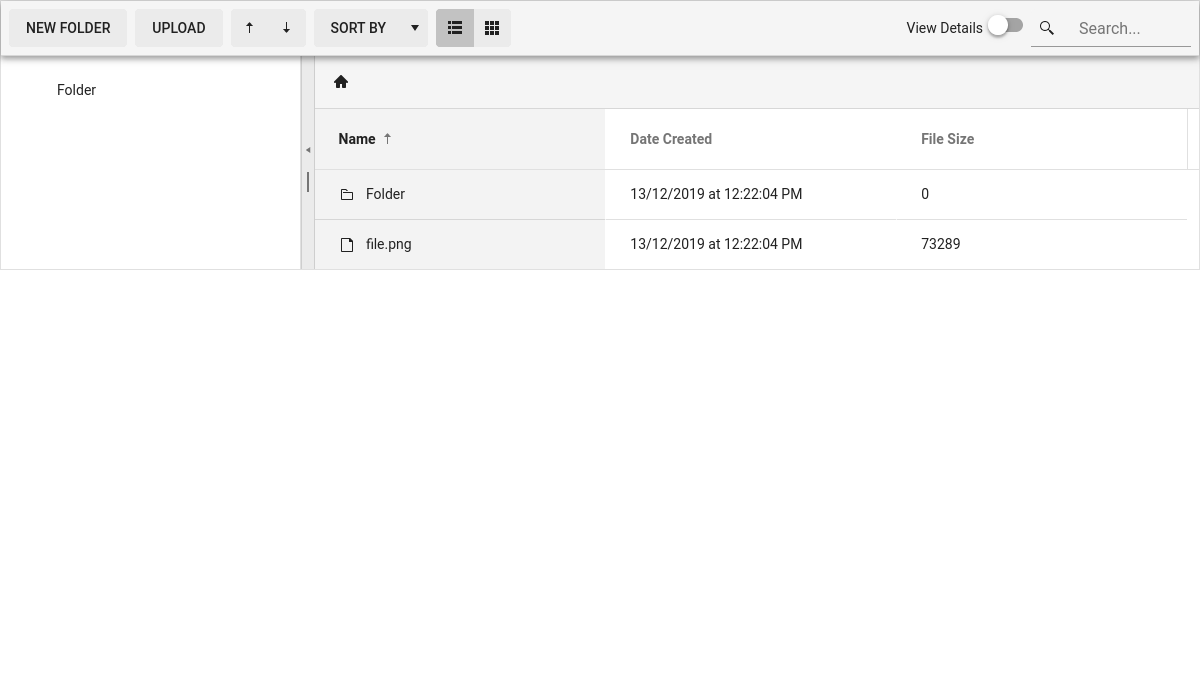 NEW FOLDER UPLOAD SORT BY View Details Search...
Folder
Name Date Created File Size
Folder 13/12/2019 at 12:22:04 PM 0
file.png 13/12/2019 at 12:22:04 PM 73289